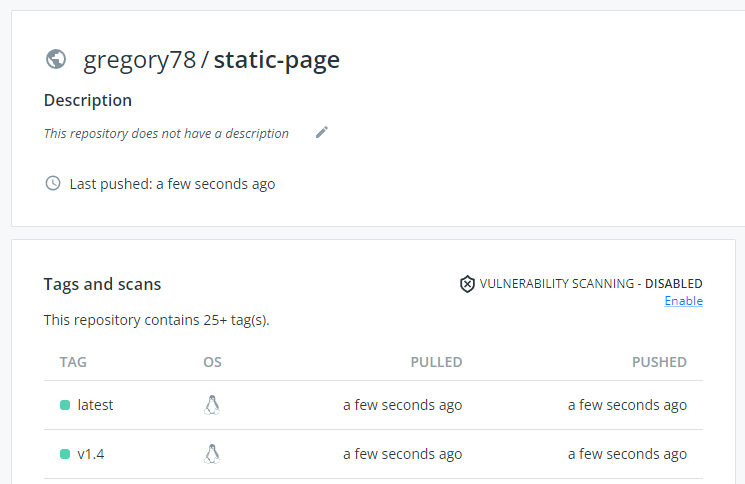 gregory78 / static-page
Description
This repository does not have a description
Last pushed: a few seconds ago
Tags and scans
VULNERABILITY SCANNING - DISABLED
Enable
This repository contains 25+ tag(s).
TAG OS PULLED PUSHED
latest a few seconds ago a few seconds ago
v1.4 a few seconds ago a few seconds ago